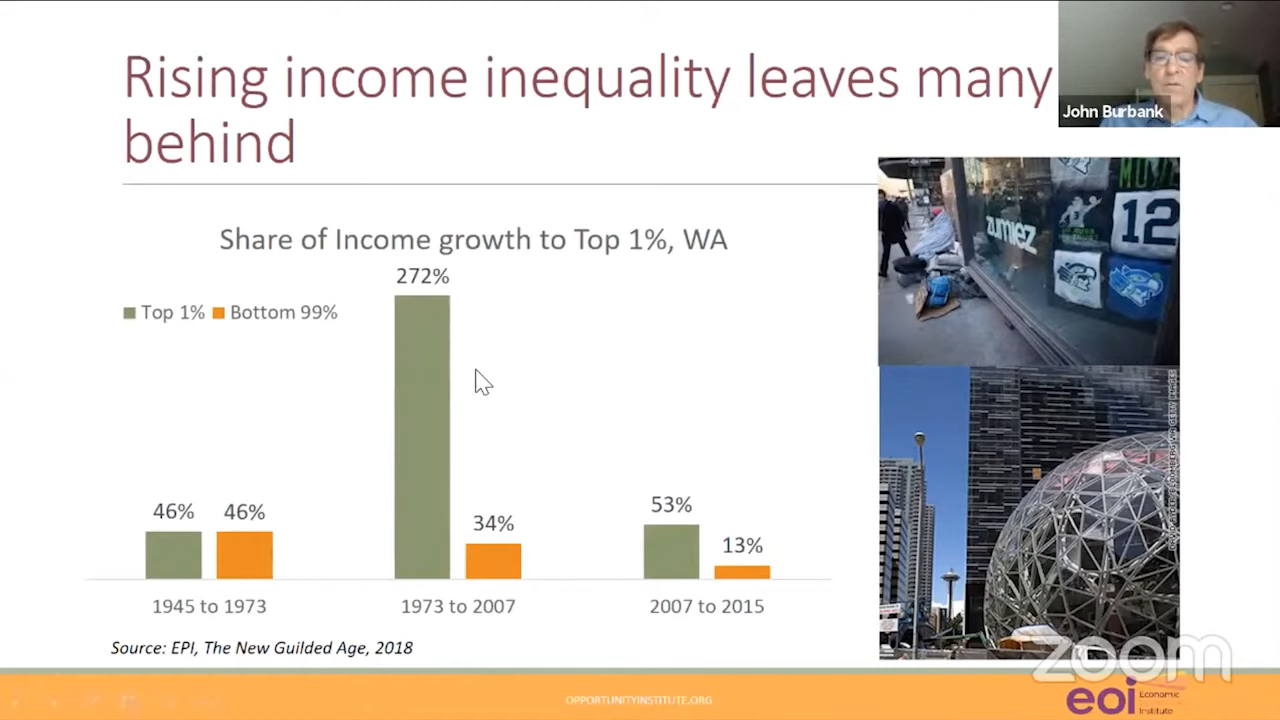 Rising income inequality leaves many
behind
John Burbank
Share of Income growth to Top 1%, WA
Top 1%
Bottom 99%
272%
46%
46%
34%
53%
13%
1945 to 1973
1973 to 2007
2007 to 2015
Source: EPI, The New Guilded Age, 2018
zumiez
12
zoom
OPPORTUNITYINSTITUTE.ORG
eoi
Economic
Institute